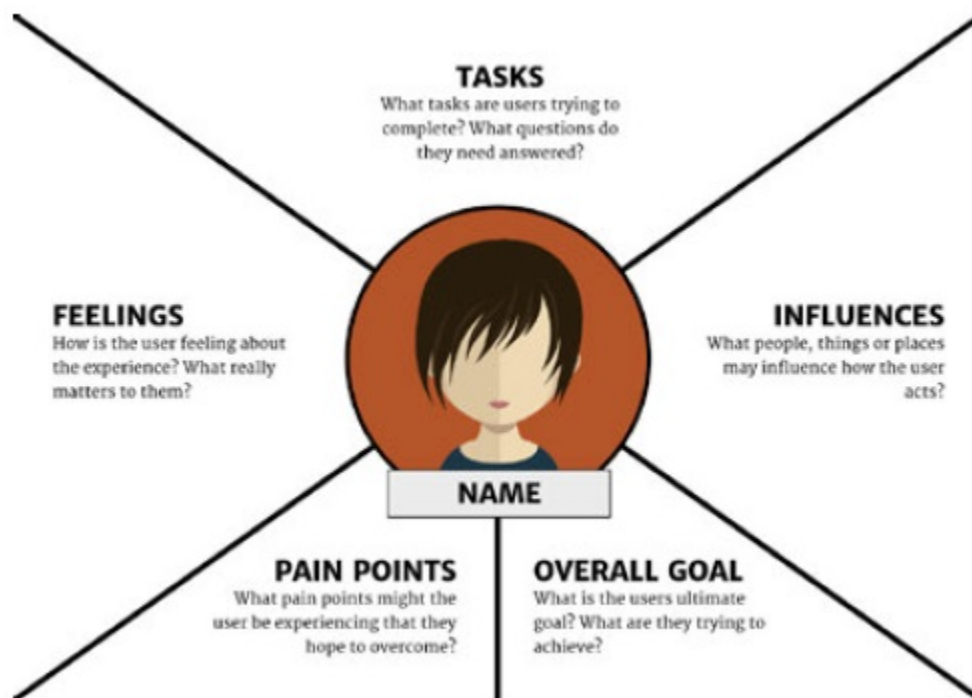 TASKS
What tasks are users trying to
complete? What questions do
they need answered?
FEELINGS
How is the user feeling about
the experience? What really
matters to them?
INFLUENCES
What people, things or places
may influence how the user
acts?
NAME
PAIN POINTS
What pain points might the
user be experiencing that they
hope to overcome?
OVERALL GOAL
What is the users ultimate
goal? What are they trying to
achieve?